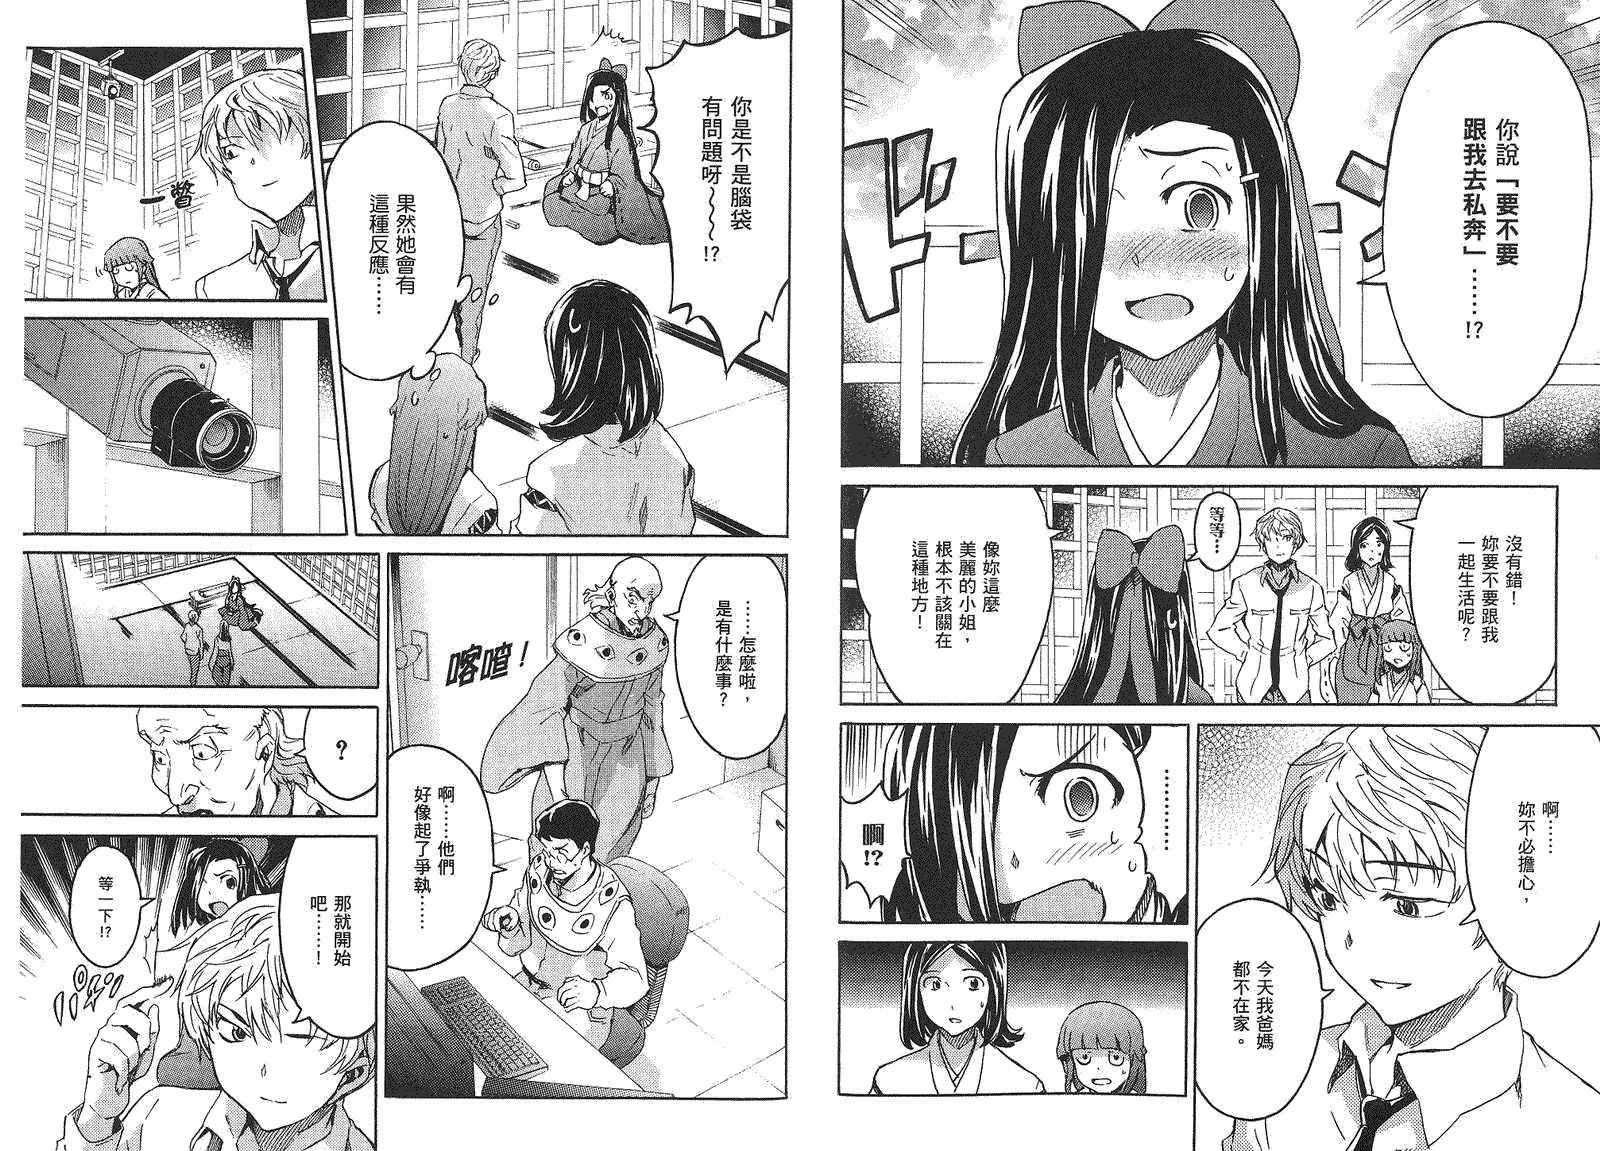 你說「要不要
跟我去私奔」
……!?
沒有錯！
妳要不要跟我
一起生活呢？
等等…
像妳這麼
美麗的小姐，
根本不該關在
這種地方！
啊……
妳不必擔心，
今天我爸媽
都不在家。
…………
啊!?
你是不是腦袋
有問題呀～～～!?
果然她會有
這種反應……
一瞥
……怎麼啦，
是有什麼事？
喀喳！
啊……他們
好像起了爭執……
？
那就開始
吧……！
等一下!?